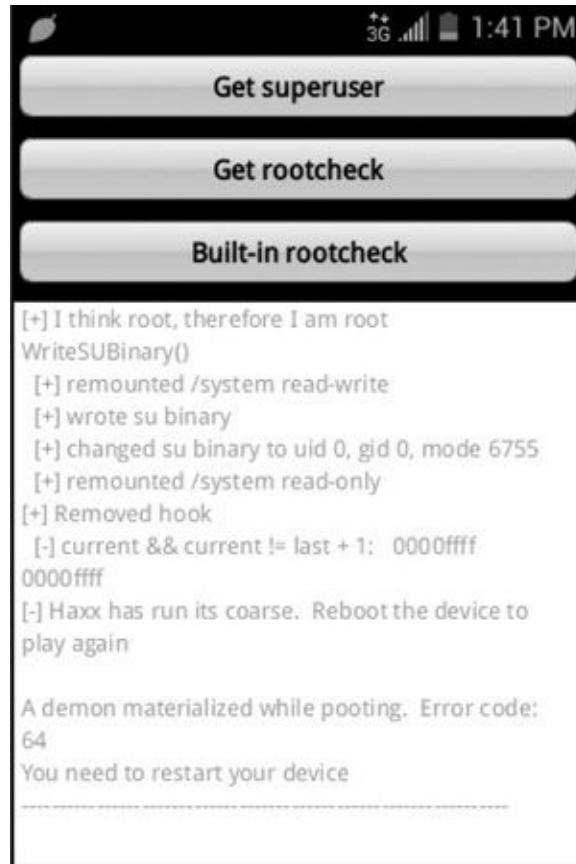 3G 1:41 PM
Get superuser
Get rootcheck
Built-in rootcheck
[+] I think root, therefore I am root
WriteSUBinary()
[+] remounted /system read-write
[+] wrote su binary
[+] changed su binary to uid 0, gid 0, mode 6755
[+] remounted /system read-only
[+] Removed hook
[-] current && current != last + 1:   0000ffff
0000ffff
[-] Haxx has run its coarse.  Reboot the device to
play again
A demon materialized while pooting.  Error code:
64
You need to restart your device
----------------------------------------------------------------